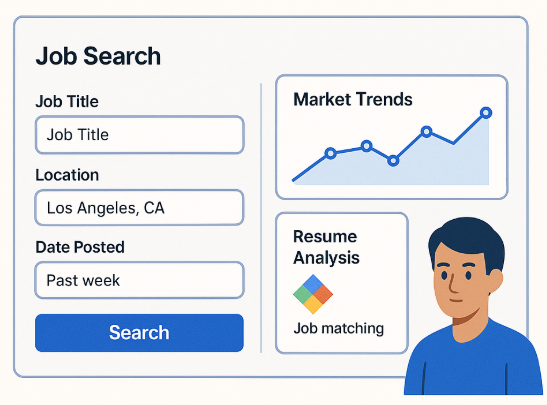 Job Search
Job Title
Job Title
Location
Los Angeles, CA
Date Posted
Past week
Search
Market Trends
Resume
Analysis
Job matching